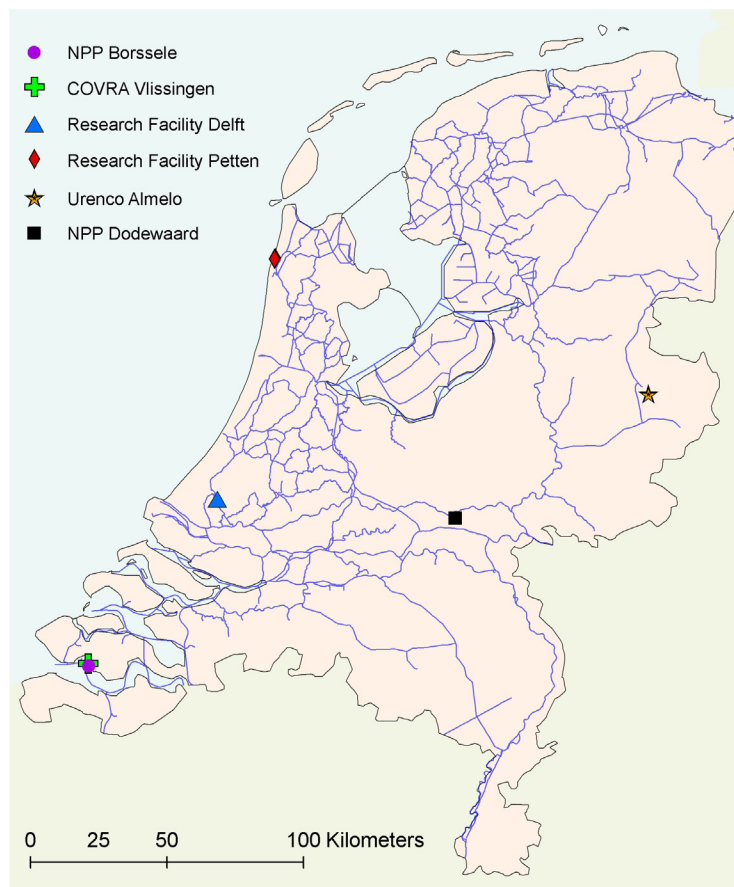 NPP Borssele
COVRA Vlissingen
Research Facility Delft
Research Facility Petten
Urenco Almelo
NPP Dodewaard
0 25 50 100 Kilometers